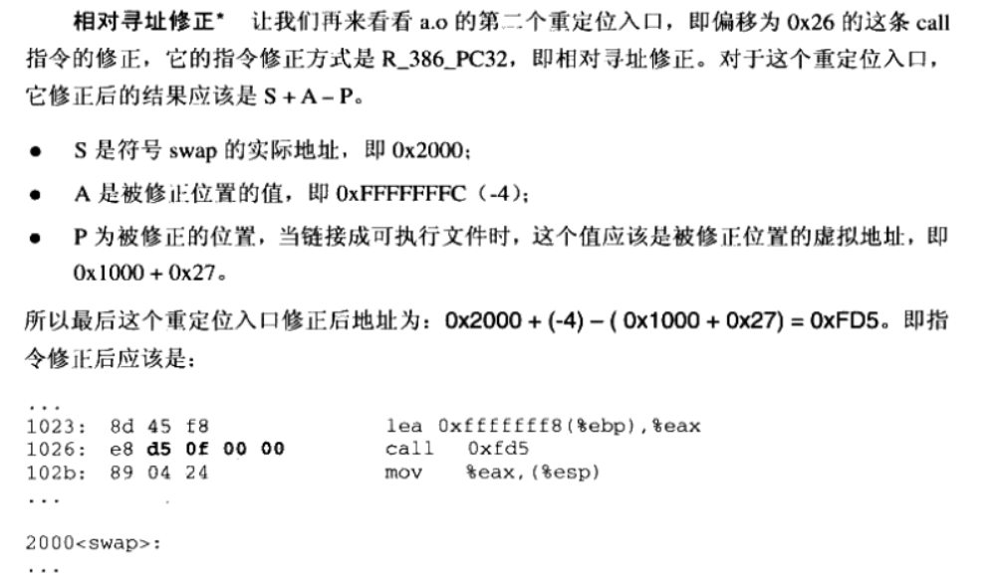 相对寻址修正* 让我们再来看看 a.o 的第二个重定位入口，即偏移为 0x26 的这条 call
指令的修正，它的指令修正方式是 R_386_PC32，即相对寻址修正。对于这个重定位入口，
它修正后的结果应该是 S + A – P。
● S 是符号 swap 的实际地址，即 0x2000；
● A 是被修正位置的值，即 0xFFFFFFFC（-4）；
● P 为被修正的位置，当链接成可执行文件时，这个值应该是被修正位置的虚拟地址，即
0x1000 + 0x27。
所以最后这个重定位入口修正后地址为：0x2000 + (-4) – ( 0x1000 + 0x27) = 0xFD5。即指
令修正后应该是：
...
1023: 8d 45 f8 lea 0xfffffff8(%ebp),%eax
1026: e8 d5 0f 00 00 call 0xfd5
102b: 89 04 24 mov %eax,(%esp)
...
2000<swap>:
...